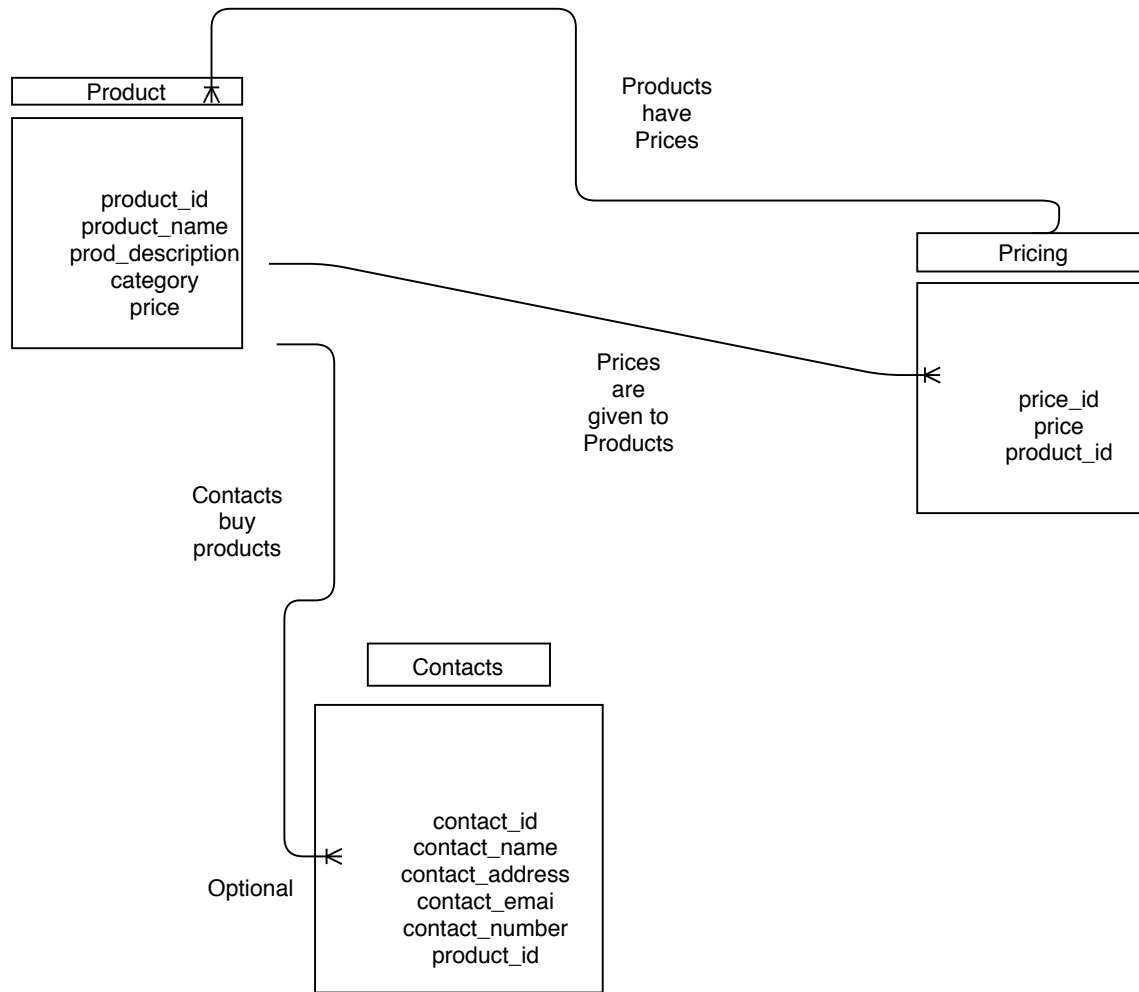 Product
product_id
product_name
prod_description
category
price
Products
have
Prices
Pricing
price_id
price
product_id
Prices
are
given to
Products
Contacts
buy
products
Contacts
contact_id
contact_name
contact_address
contact_emai
contact_number
product_id
Optional